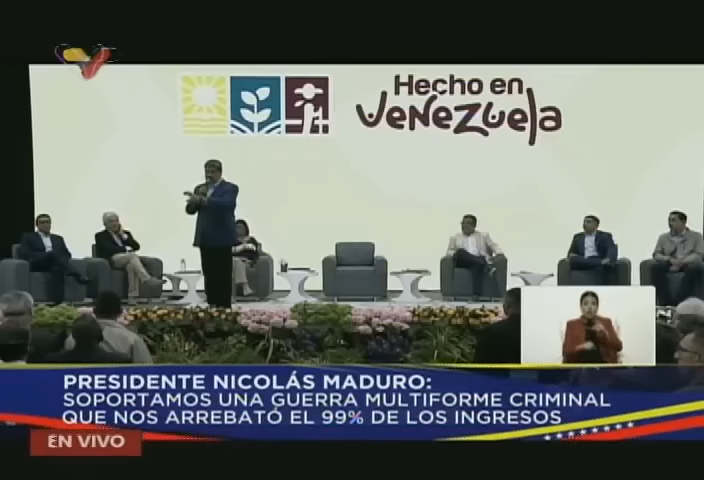 Hecho en
Venezuela
PRESIDENTE NICOLÁS MADURO:
SOPORTAMOS UNA GUERRA MULTIFORME CRIMINAL
QUE NOS ARREBATÓ EL 99% DE LOS INGRESOS
EN VIVO